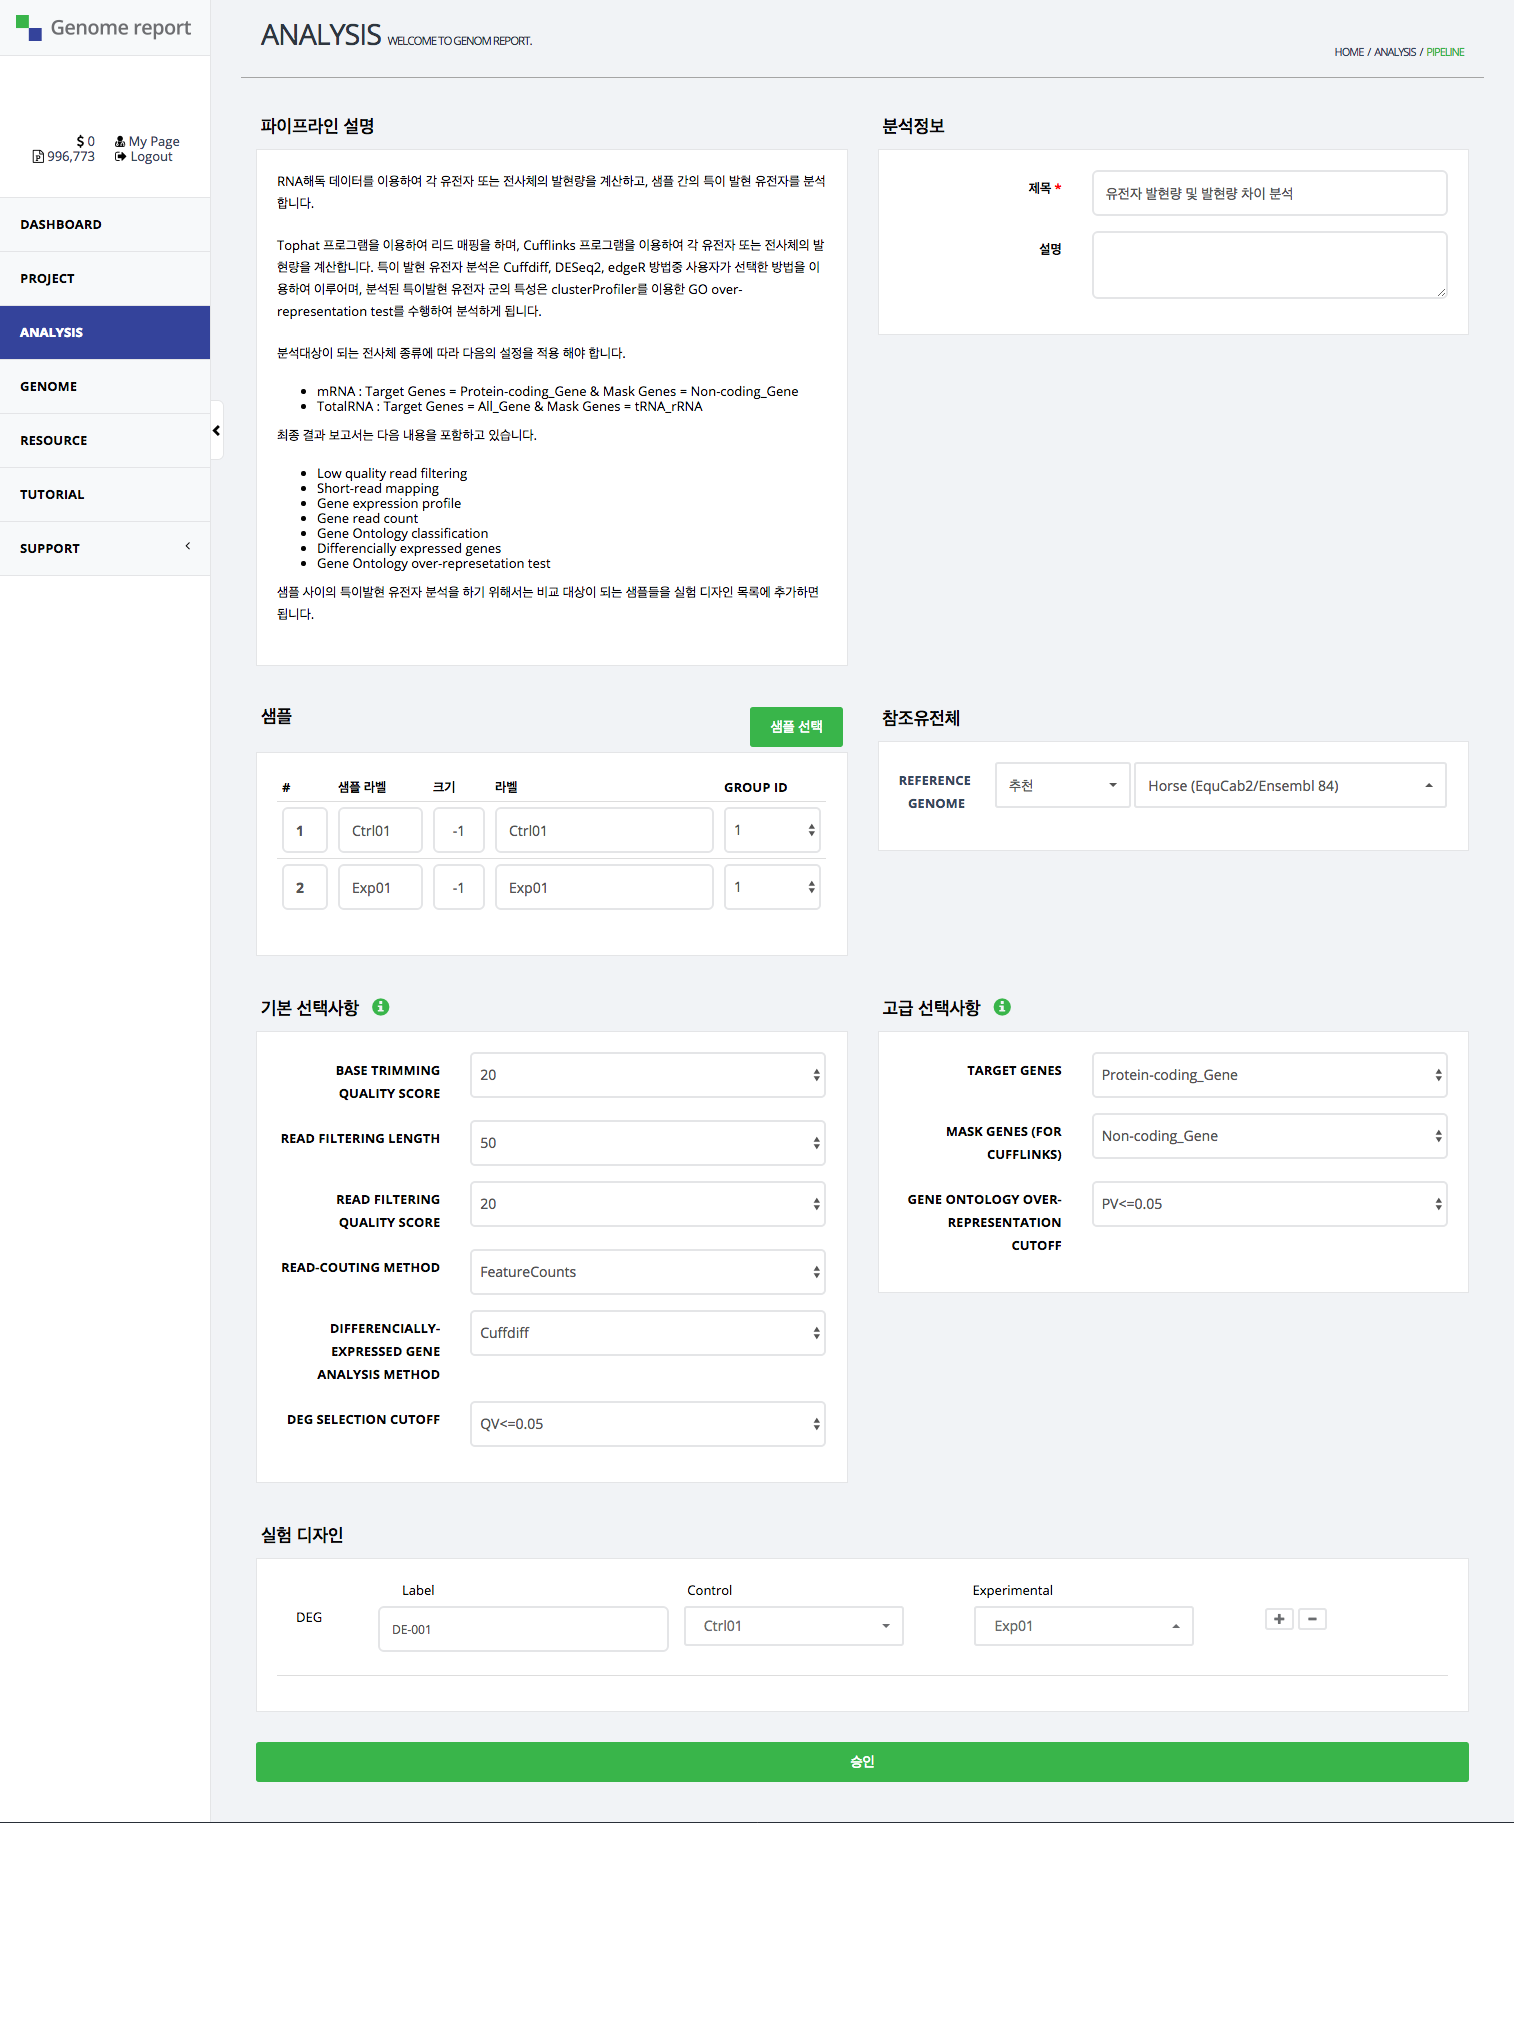 Genome report
$ 0
My Page
996,773
Logout
DASHBOARD
PROJECT
ANALYSIS
GENOME
RESOURCE
TUTORIAL
SUPPORT
ANALYSIS WELCOME TO GENOM REPORT.
HOME / ANALYSIS / PIPELINE
파이프라인 설명
RNA해독 데이터를 이용하여 각 유전자 또는 전사체의 발현량을 계산하고, 샘플 간의 특이 발현 유전자를 분석
합니다.
Tophat 프로그램을 이용하여 리드 매핑을 하며, Cufflinks 프로그램을 이용하여 각 유전자 또는 전사체의 발
현량을 계산합니다. 특이 발현 유전자 분석은 Cuffdiff, DESeq2, edgeR 방법중 사용자가 선택한 방법을 이
용하여 이루어며, 분석된 특이발현 유전자 군의 특성은 clusterProfiler를 이용한 GO over-
representation test를 수행하여 분석하게 됩니다.
분석대상이 되는 전사체 종류에 따라 다음의 설정을 적용 해야 합니다.
• mRNA : Target Genes = Protein-coding_Gene & Mask Genes = Non-coding_Gene
• TotalRNA : Target Genes = All_Gene & Mask Genes = tRNA_rRNA
최종 결과 보고서는 다음 내용을 포함하고 있습니다.
• Low quality read filtering
• Short-read mapping
• Gene expression profile
• Gene read count
• Gene Ontology classification
• Differencially expressed genes
• Gene Ontology over-represetation test
샘플 사이의 특이발현 유전자 분석을 하기 위해서는 비교 대상이 되는 샘플들을 실험 디자인 목록에 추가하면
됩니다.
분석정보
제목 *
유전자 발현량 및 발현량 차이 분석
설명
샘플
샘플 선택
# 샘플 라벨 크기 라벨 GROUP ID
1 Ctrl01 -1 Ctrl01 1
2 Exp01 -1 Exp01 1
참조유전체
REFERENCE
GENOME
추천
Horse (EquCab2/Ensembl 84)
기본 선택사항
BASE TRIMMING
QUALITY SCORE
20
READ FILTERING LENGTH
50
READ FILTERING
QUALITY SCORE
20
READ-COUTING METHOD
FeatureCounts
DIFFERENCIALLY-
EXPRESSED GENE
ANALYSIS METHOD
Cuffdiff
DEG SELECTION CUTOFF
QV<=0.05
고급 선택사항
TARGET GENES
Protein-coding_Gene
MASK GENES (FOR
CUFFLINKS)
Non-coding_Gene
GENE ONTOLOGY OVER-
REPRESENTATION
CUTOFF
PV<=0.05
실험 디자인
Label Control Experimental
DEG DE-001 Ctrl01 Exp01
승인